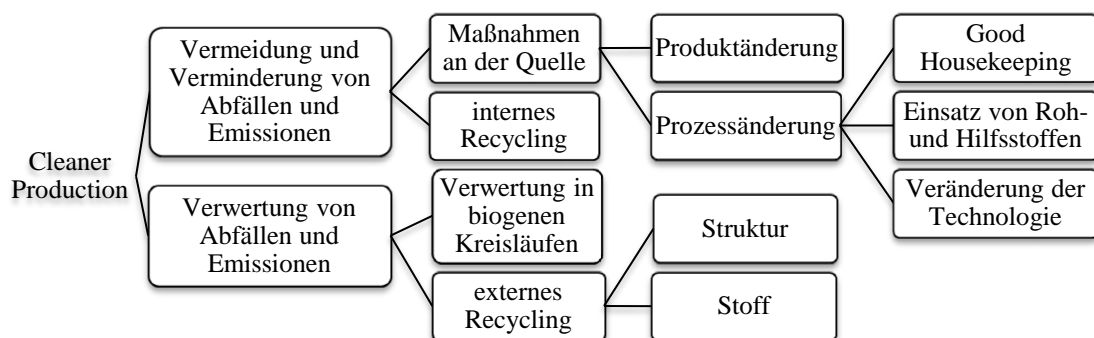 Cleaner
Production
Vermeidung und
Verminderung von
Abfällen und
Emissionen
Verwertung von
Abfällen und
Emissionen
Maßnahmen
an der Quelle
internes
Recycling
Verwertung in
biogenen
Kreisläufen
externes
Recycling
Produktänderung
Prozessänderung
Struktur
Stoff
Good
Housekeeping
Einsatz von Roh-
und Hilfsstoffen
Veränderung der
Technologie